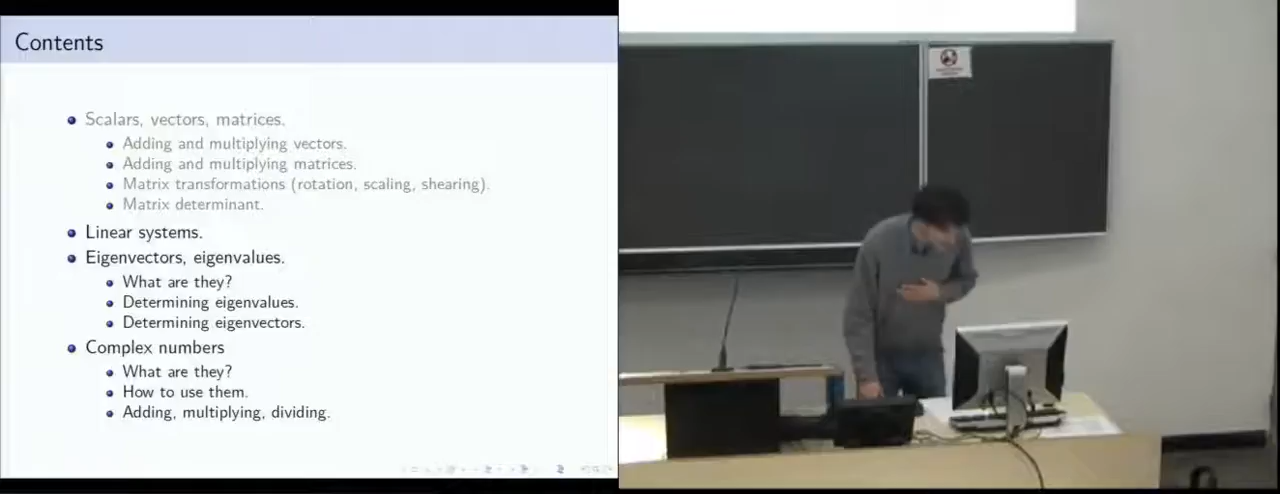 Contents
Scalars, vectors, matrices.
Adding and multiplying vectors.
Adding and multiplying matrices.
Matrix transformations (rotation, scaling, shearing).
Matrix determinant.
Linear systems.
Eigenvectors, eigenvalues.
What are they?
Determining eigenvalues.
Determining eigenvectors.
Complex numbers
What are they?
How to use them.
Adding, multiplying, dividing.